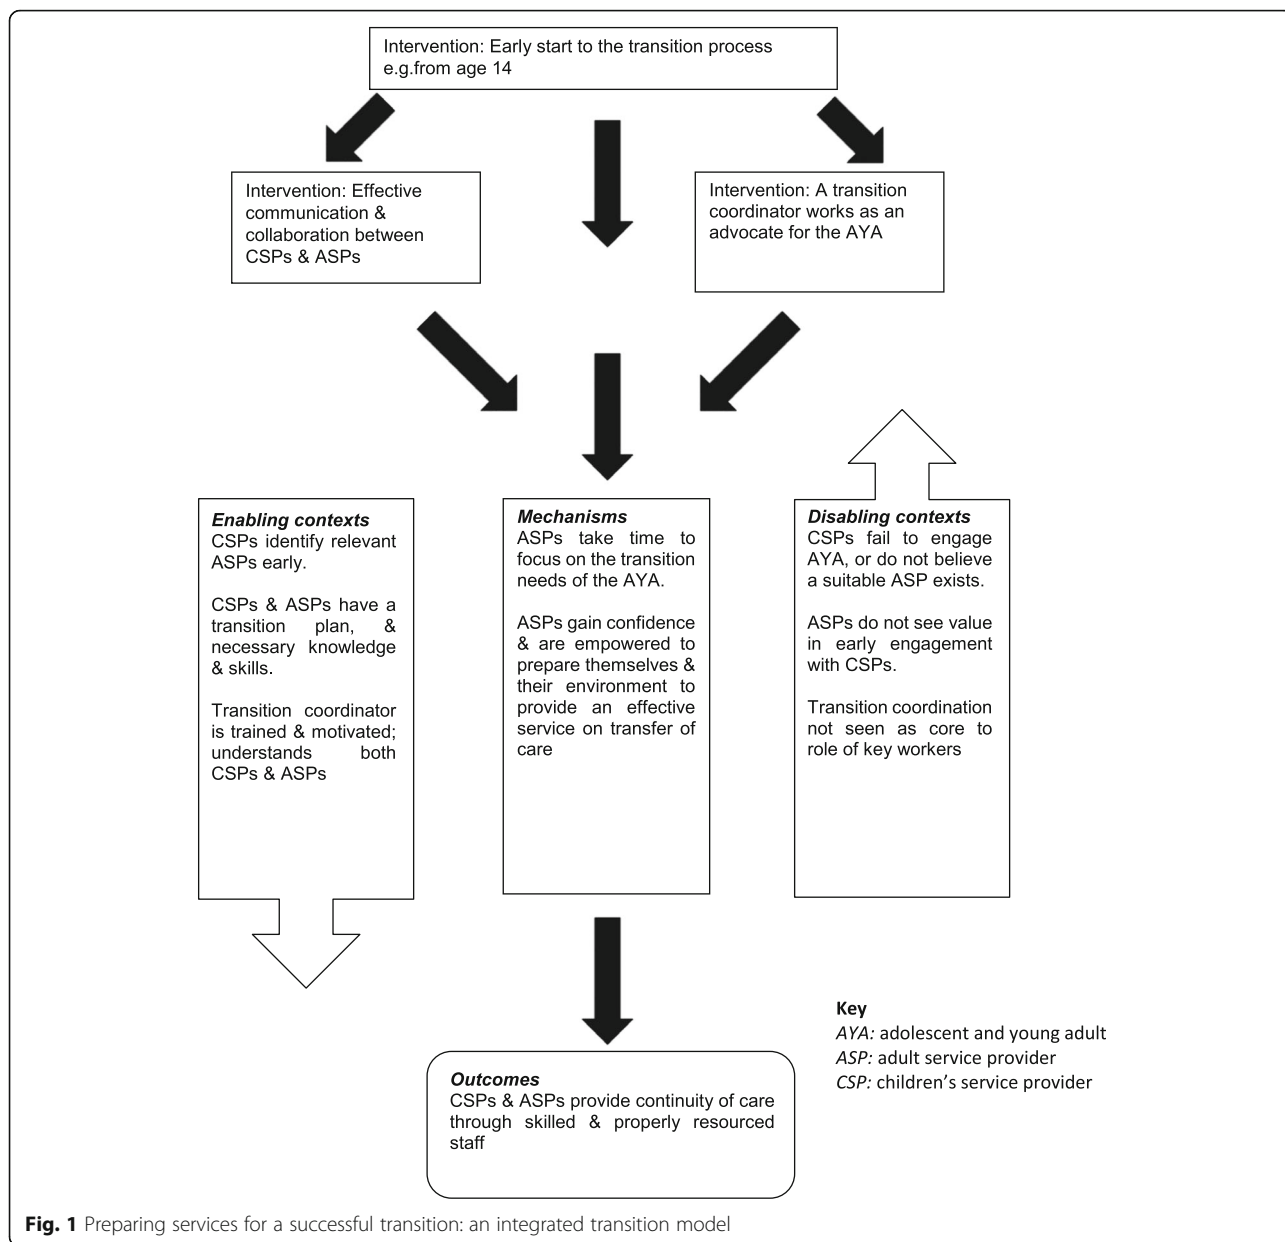 Intervention: Early start to the transition process
e.g.from age 14
Intervention: Effective
communication &
collaboration between
CSPs & ASPs
Intervention: A transition
coordinator works as an
advocate for the AYA
Enabling contexts
CSPs identify relevant
ASPs early.
CSPs & ASPs have a
transition plan, &
necessary knowledge
& skills.
Transition coordinator
is trained & motivated;
understands both
CSPs & ASPs
Mechanisms
ASPs take time to
focus on the transition
needs of the AYA.
ASPs gain confidence
& are empowered to
prepare themselves &
their environment to
provide an effective
service on transfer of
care
Disabling contexts
CSPs fail to engage
AYA, or do not believe
a suitable ASP exists.
ASPs do not see value
in early engagement
with CSPs.
Transition coordination
not seen as core to
role of key workers
Key
AYA: adolescent and young adult
ASP: adult service provider
CSP: children's service provider
Outcomes
CSPs & ASPs provide continuity of care
through skilled & properly resourced
staff
Fig. 1 Preparing services for a successful transition: an integrated transition model